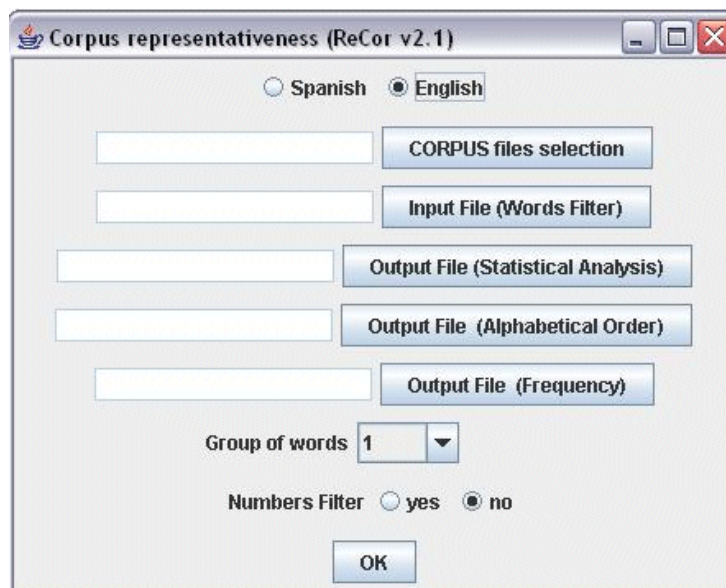 Corpus representativeness (ReCor v2.1)
Spanish English
CORPUS files selection
Input File (Words Filter)
Output File (Statistical Analysis)
Output File (Alphabetical Order)
Output File (Frequency)
Group of words 1
Numbers Filter yes no
OK